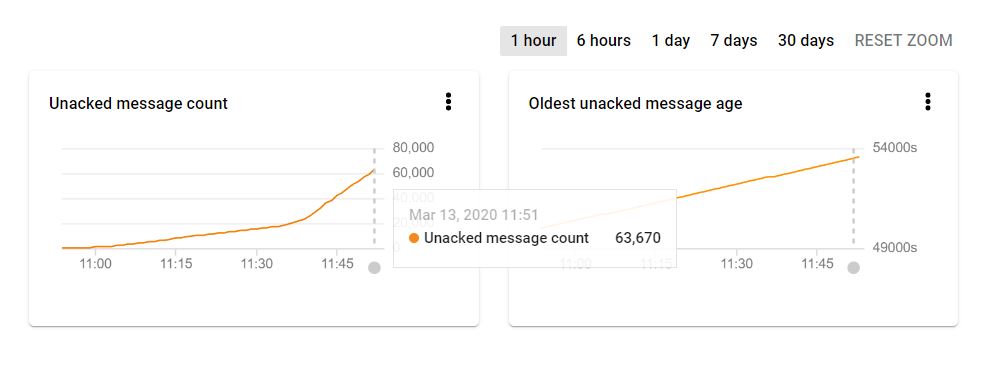 1 hour 6 hours 1 day 7 days 30 days RESET ZOOM
Unacked message count
80,000
60,000
40,000
20,000
0
11:00 11:15 11:30 11:45
Mar 13, 2020 11:51
Unacked message count 63,670
Oldest unacked message age
54000s
49000s
11:00 11:15 11:30 11:45